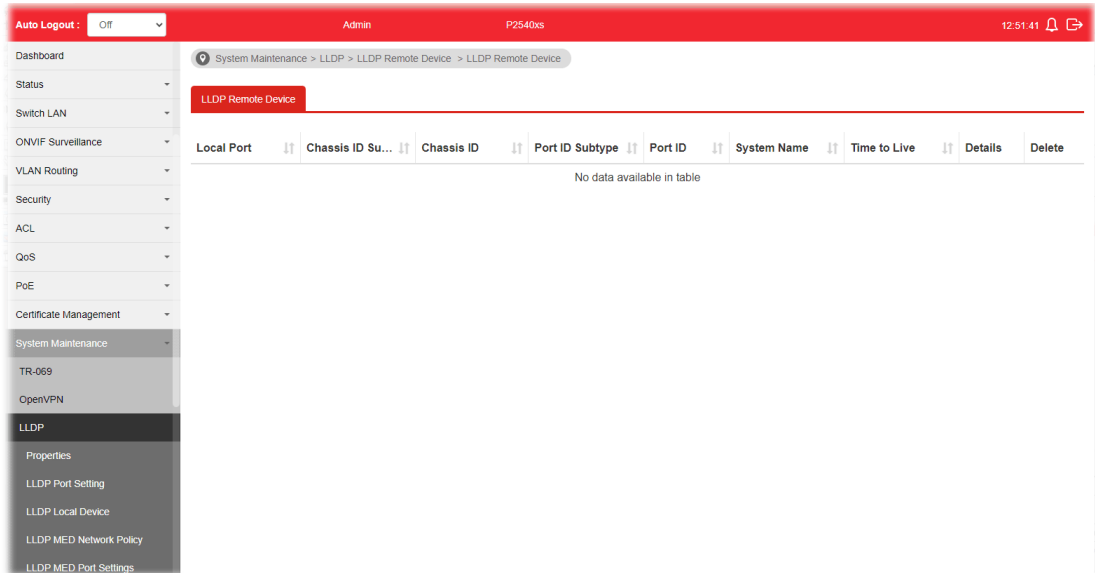 Auto Logout : Off Admin P2540xs 12:51:41
Dashboard
System Maintenance > LLDP > LLDP Remote Device > LLDP Remote Device
Status
Switch LAN
ONVIF Surveillance
VLAN Routing
Security
ACL
QoS
PoE
Certificate Management
System Maintenance
TR-069
OpenVPN
LLDP
Properties
LLDP Port Setting
LLDP Local Device
LLDP MED Network Policy
LLDP MED Port Settings
LLDP Remote Device
Local Port Chassis ID Su... Chassis ID Port ID Subtype Port ID System Name Time to Live Details Delete
No data available in table